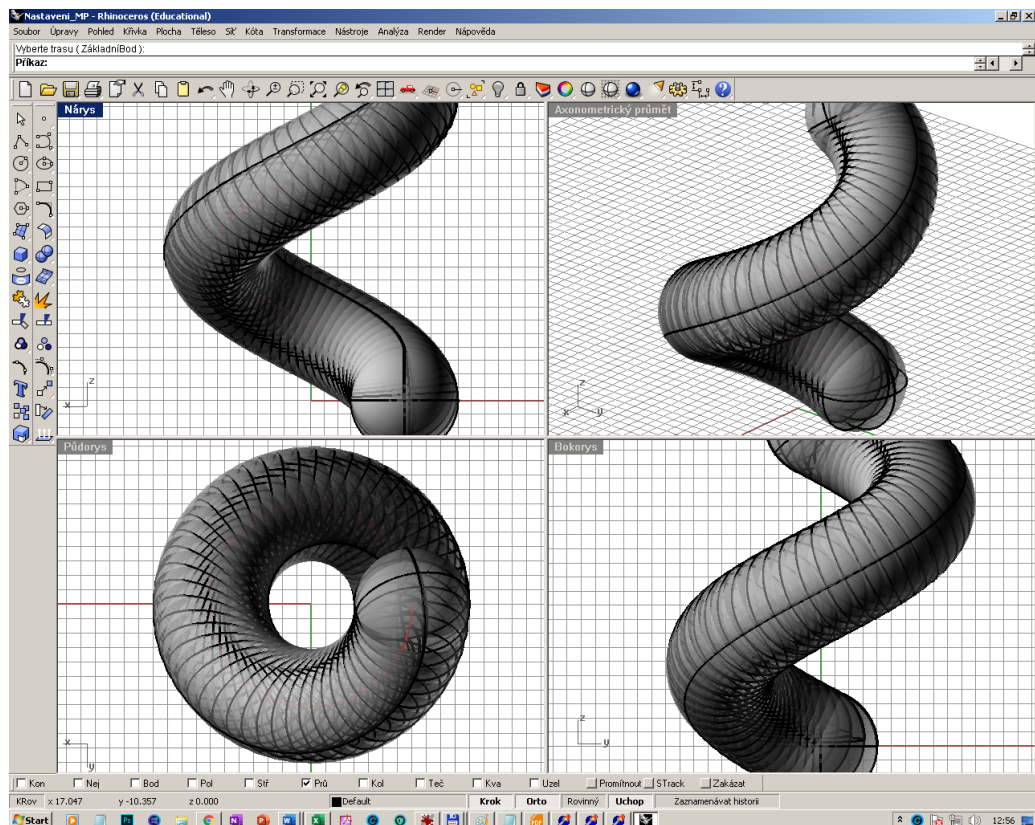 Nastaveni_MP - Rhinoceros (Educational)
Soubor Úpravy Pohled Křivka Plocha Těleso Síť Kóta Transformace Nástroje Analýza Render Nápověda
Vyberte trasu ( ZákladníBod ):
Příkaz:
Nárys
Axonometrický průmět
z
x
z
x
y
Půdorys
Bokorys
x
y
z
y
Kon Nej Bod Pol Stř Prů Kol Teč Kva Uzel Promítnout STrack Zakázat
KRov x 17.047 y -10.357 z 0.000 Default Krok Orto Rovinný Uchop Zaznamenávat historii
Start 12:56